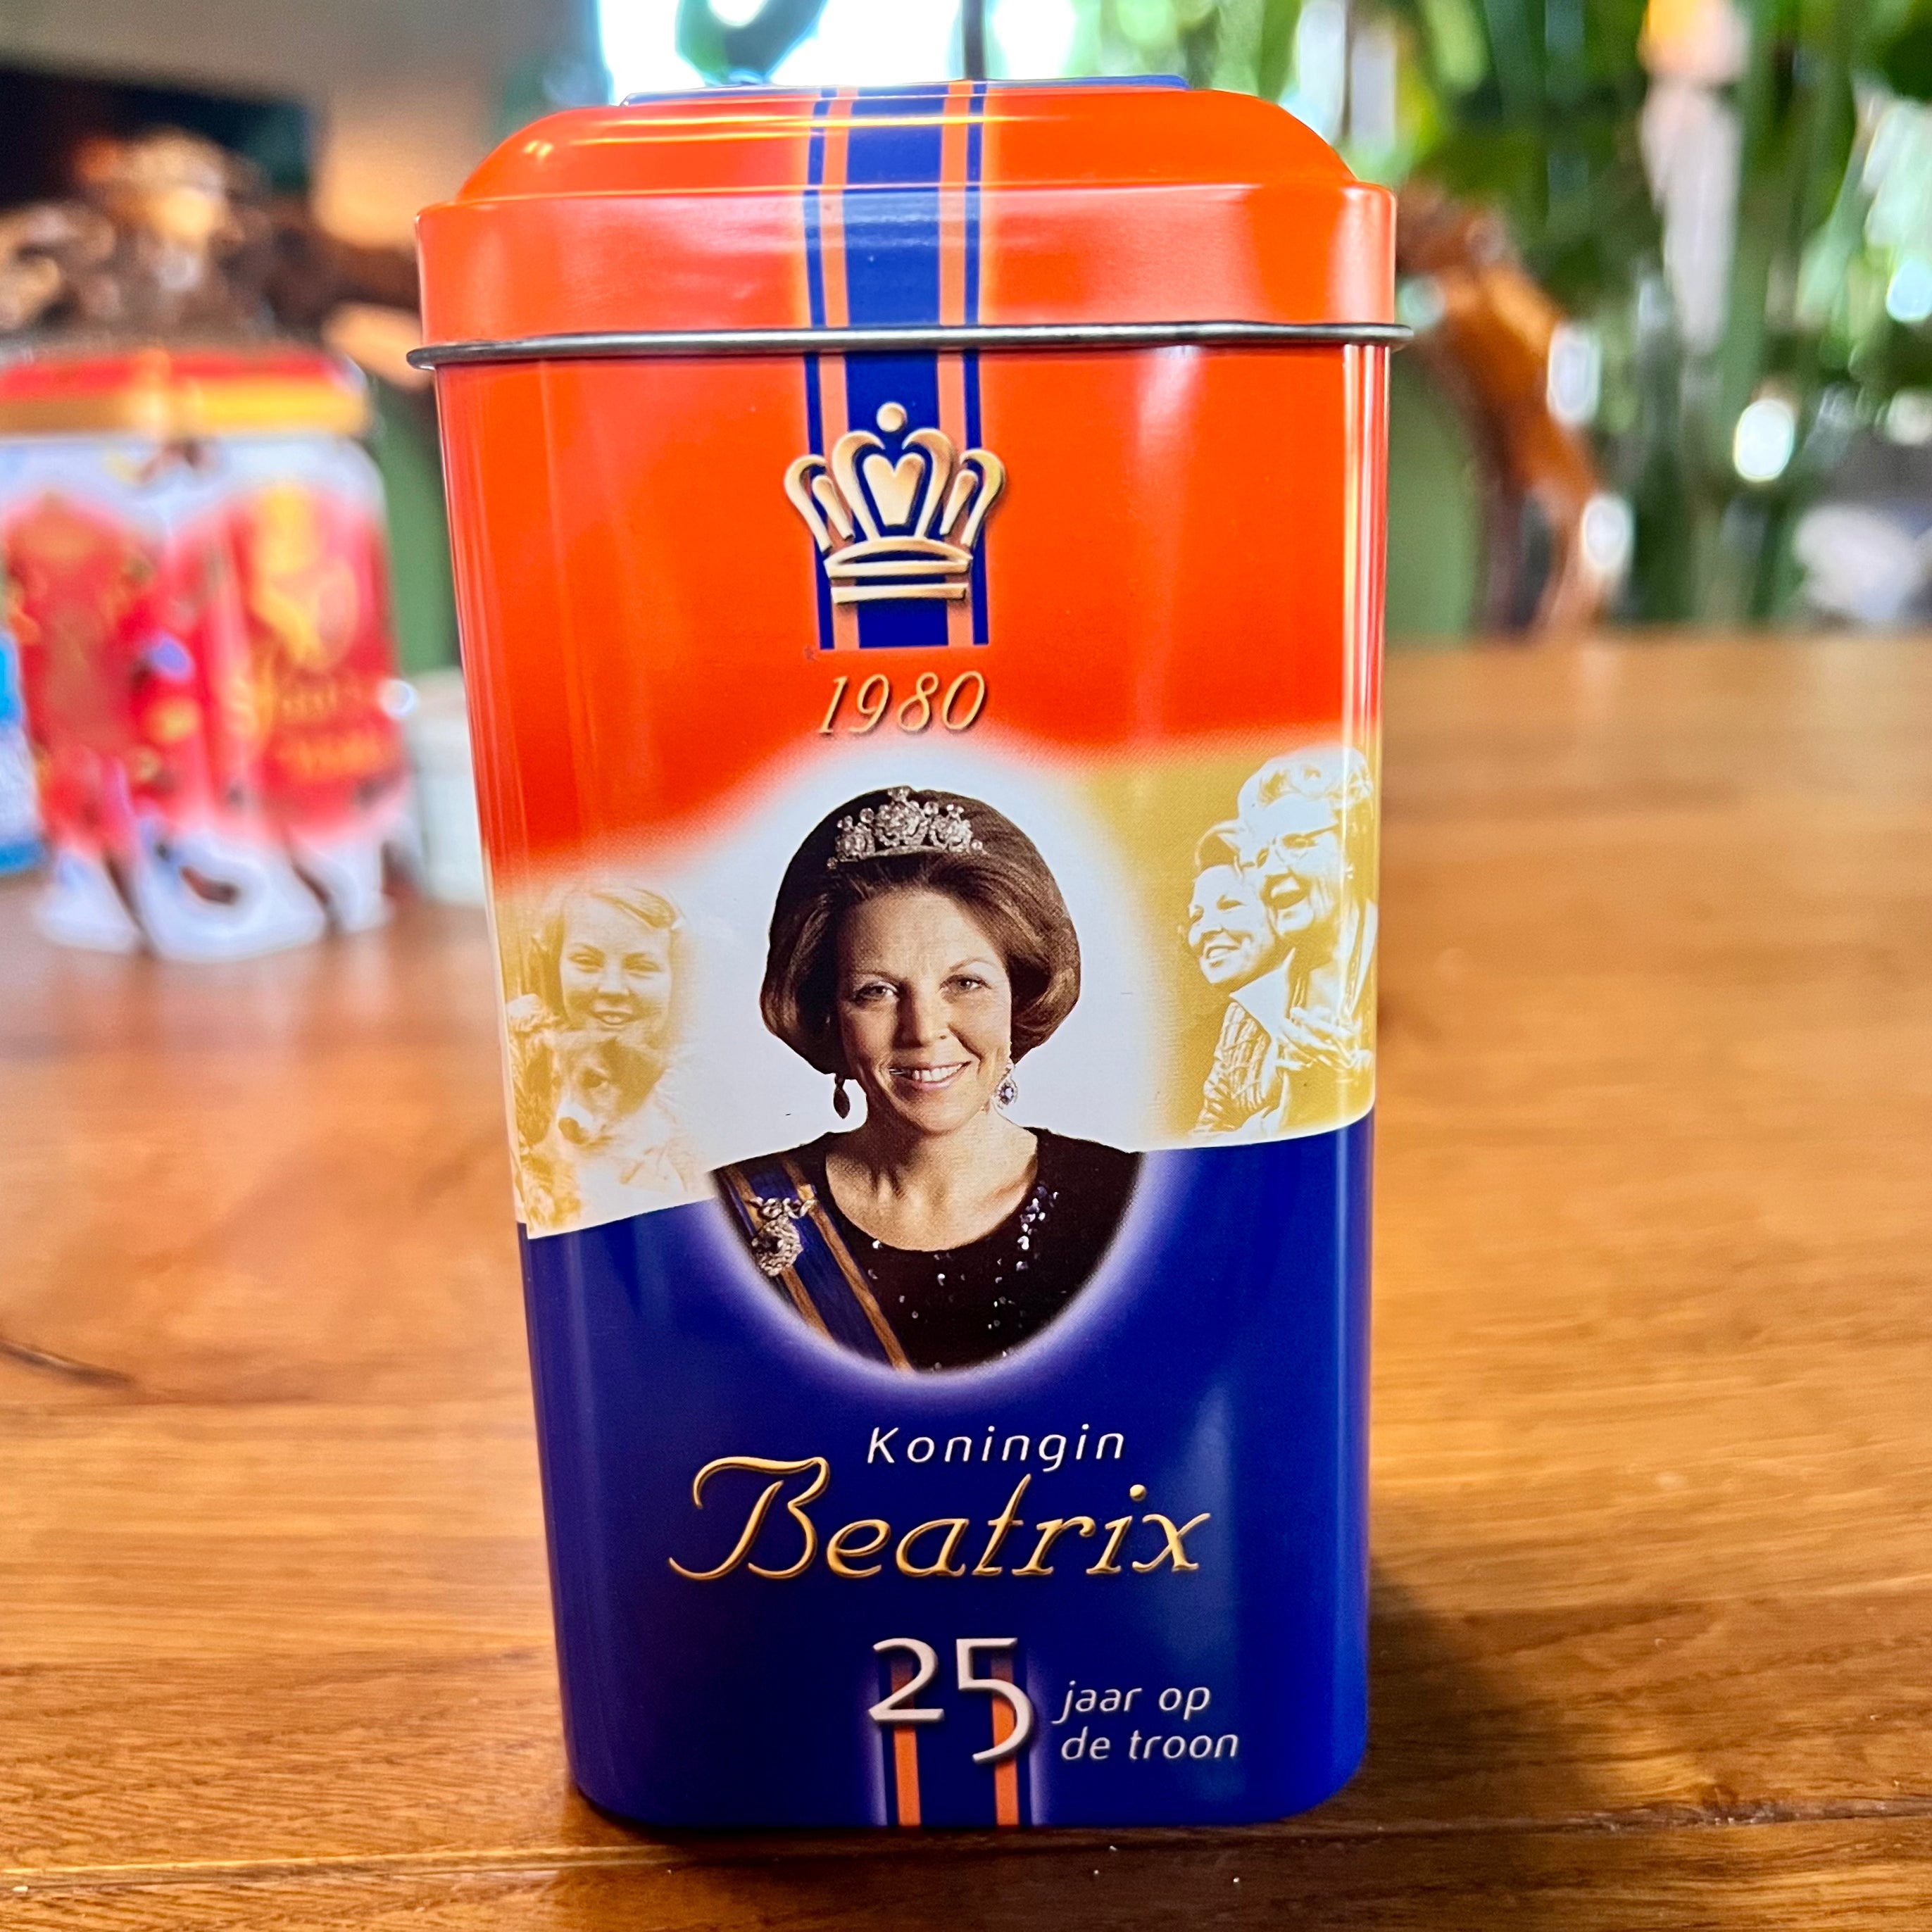 1980
Koningin
Beatrix
25 jaar op
de troon